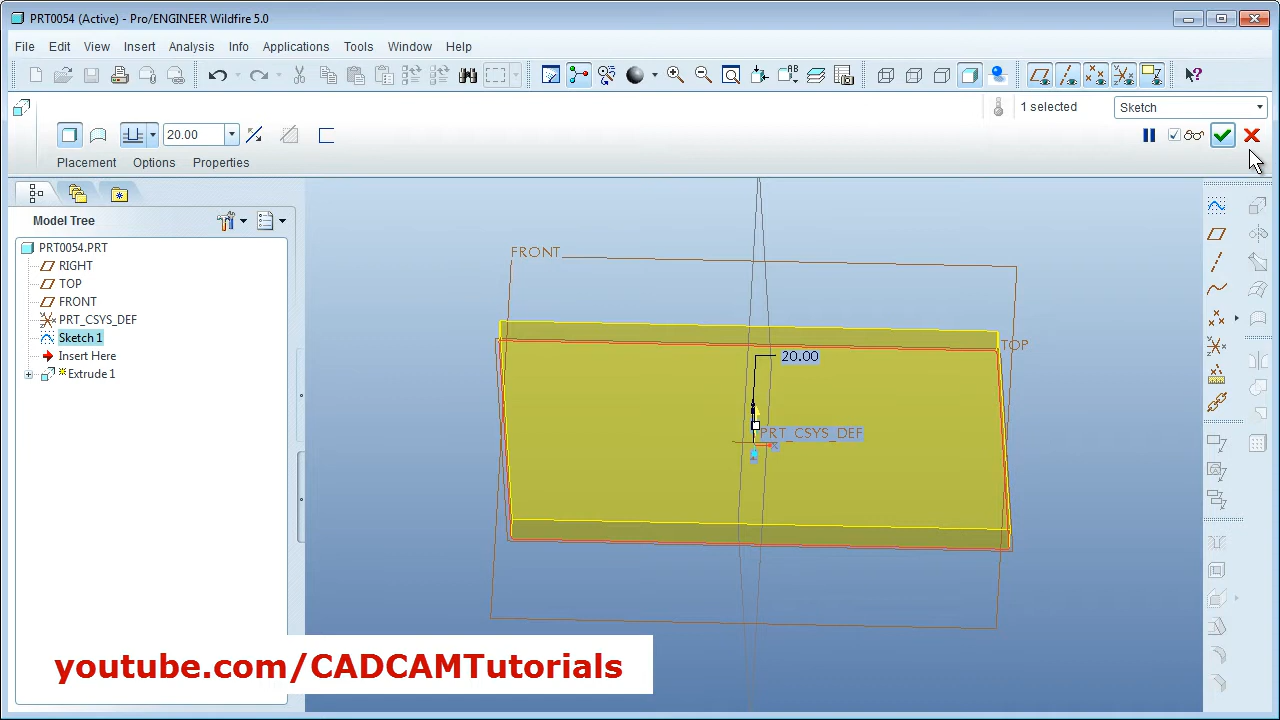 PRT0054 (Active) - Pro/ENGINEER Wildfire 5.0
File Edit View Insert Analysis Info Applications Tools Window Help
1 selected Sketch
20.00
Placement Options Properties
Model Tree
PRT0054.PRT
RIGHT
TOP
FRONT
PRT_CSYS_DEF
Sketch 1
Insert Here
Extrude 1
FRONT
TOP
20.00
PRT_CSYS_DEF
X
youtube.com/CADCAMTutorials